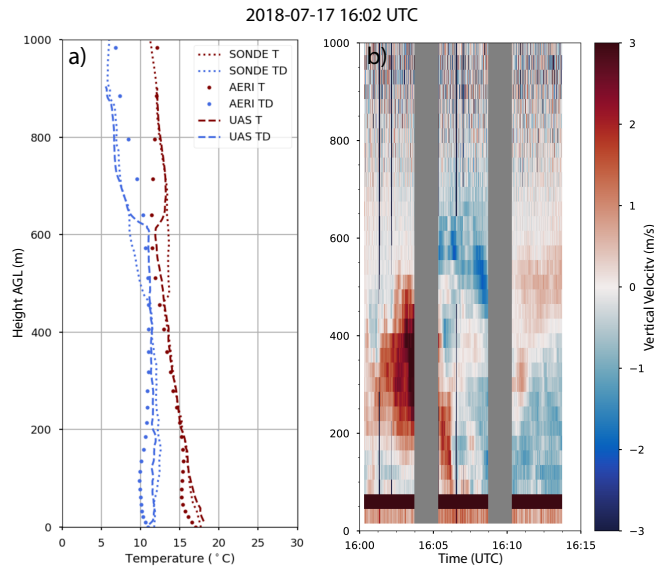 2018-07-17 16:02 UTC
a)
SONDE T
SONDE TD
AERI T
AERI TD
UAS T
UAS TD
1000
800
600
400
200
0
Height AGL (m)
0 5 10 15 20 25 30
Temperature (°C)
b)
1000
800
600
400
200
0
16:00 16:05 16:10 16:15
Time (UTC)
3
2
1
0
−1
−2
−3
Vertical Velocity (m/s)